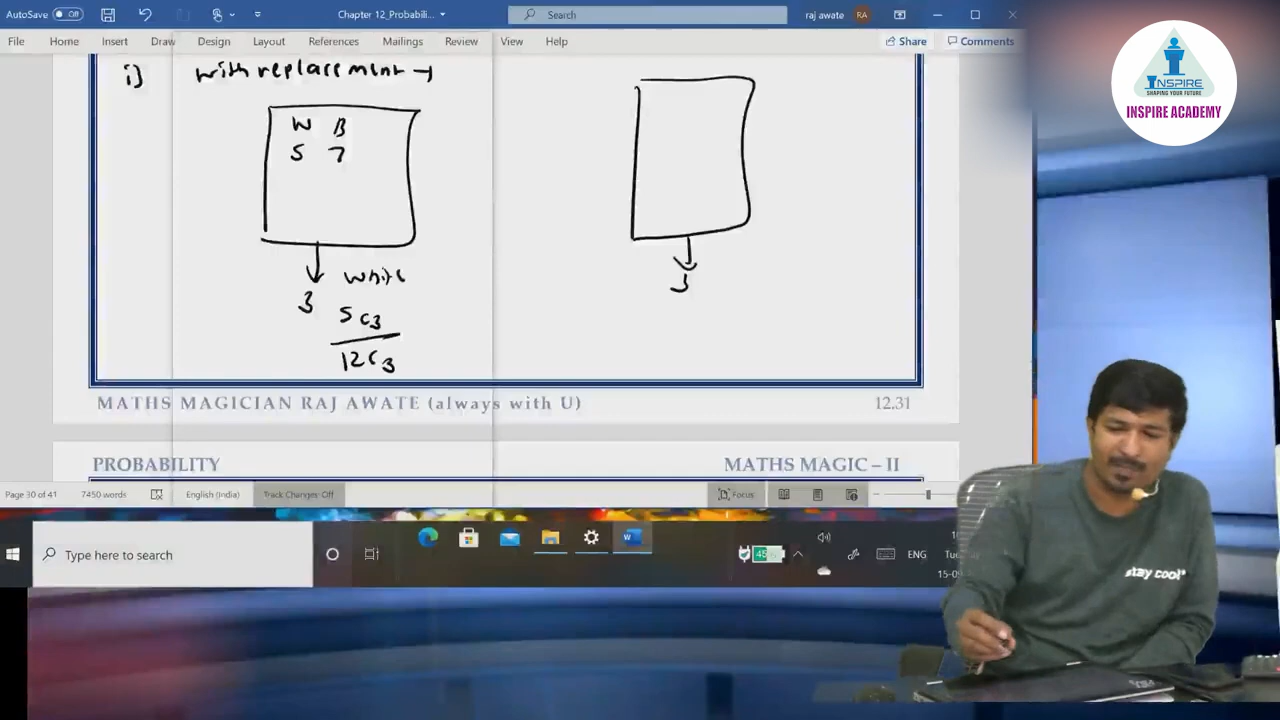 AutoSave Off Chapter 12_Probabili... Search raj awate RA
File Home Insert Draw Design Layout References Mailings Review View Help Share Comments
INSPIRE
SHAPING YOUR FUTURE
INSPIRE ACADEMY
i) with replacement →
W B
5 7
3 white
5C3
12C3
3
MATHS MAGICIAN RAJ AWATE (always with U) 12.31
PROBABILITY MATHS MAGIC – II
Page 30 of 41 7450 words English (India) Track Changes: Off Focus
Type here to search
ENG
stay cool